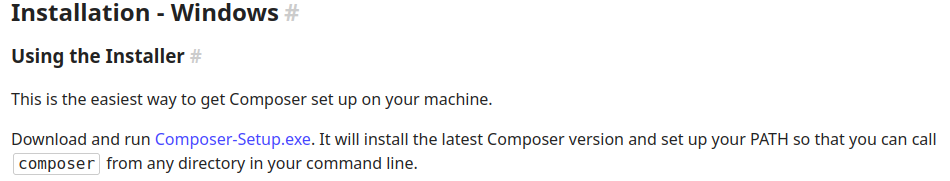 Installation - Windows #
Using the Installer #
This is the easiest way to get Composer set up on your machine.
Download and run Composer-Setup.exe. It will install the latest Composer version and set up your PATH so that you can call
composer from any directory in your command line.